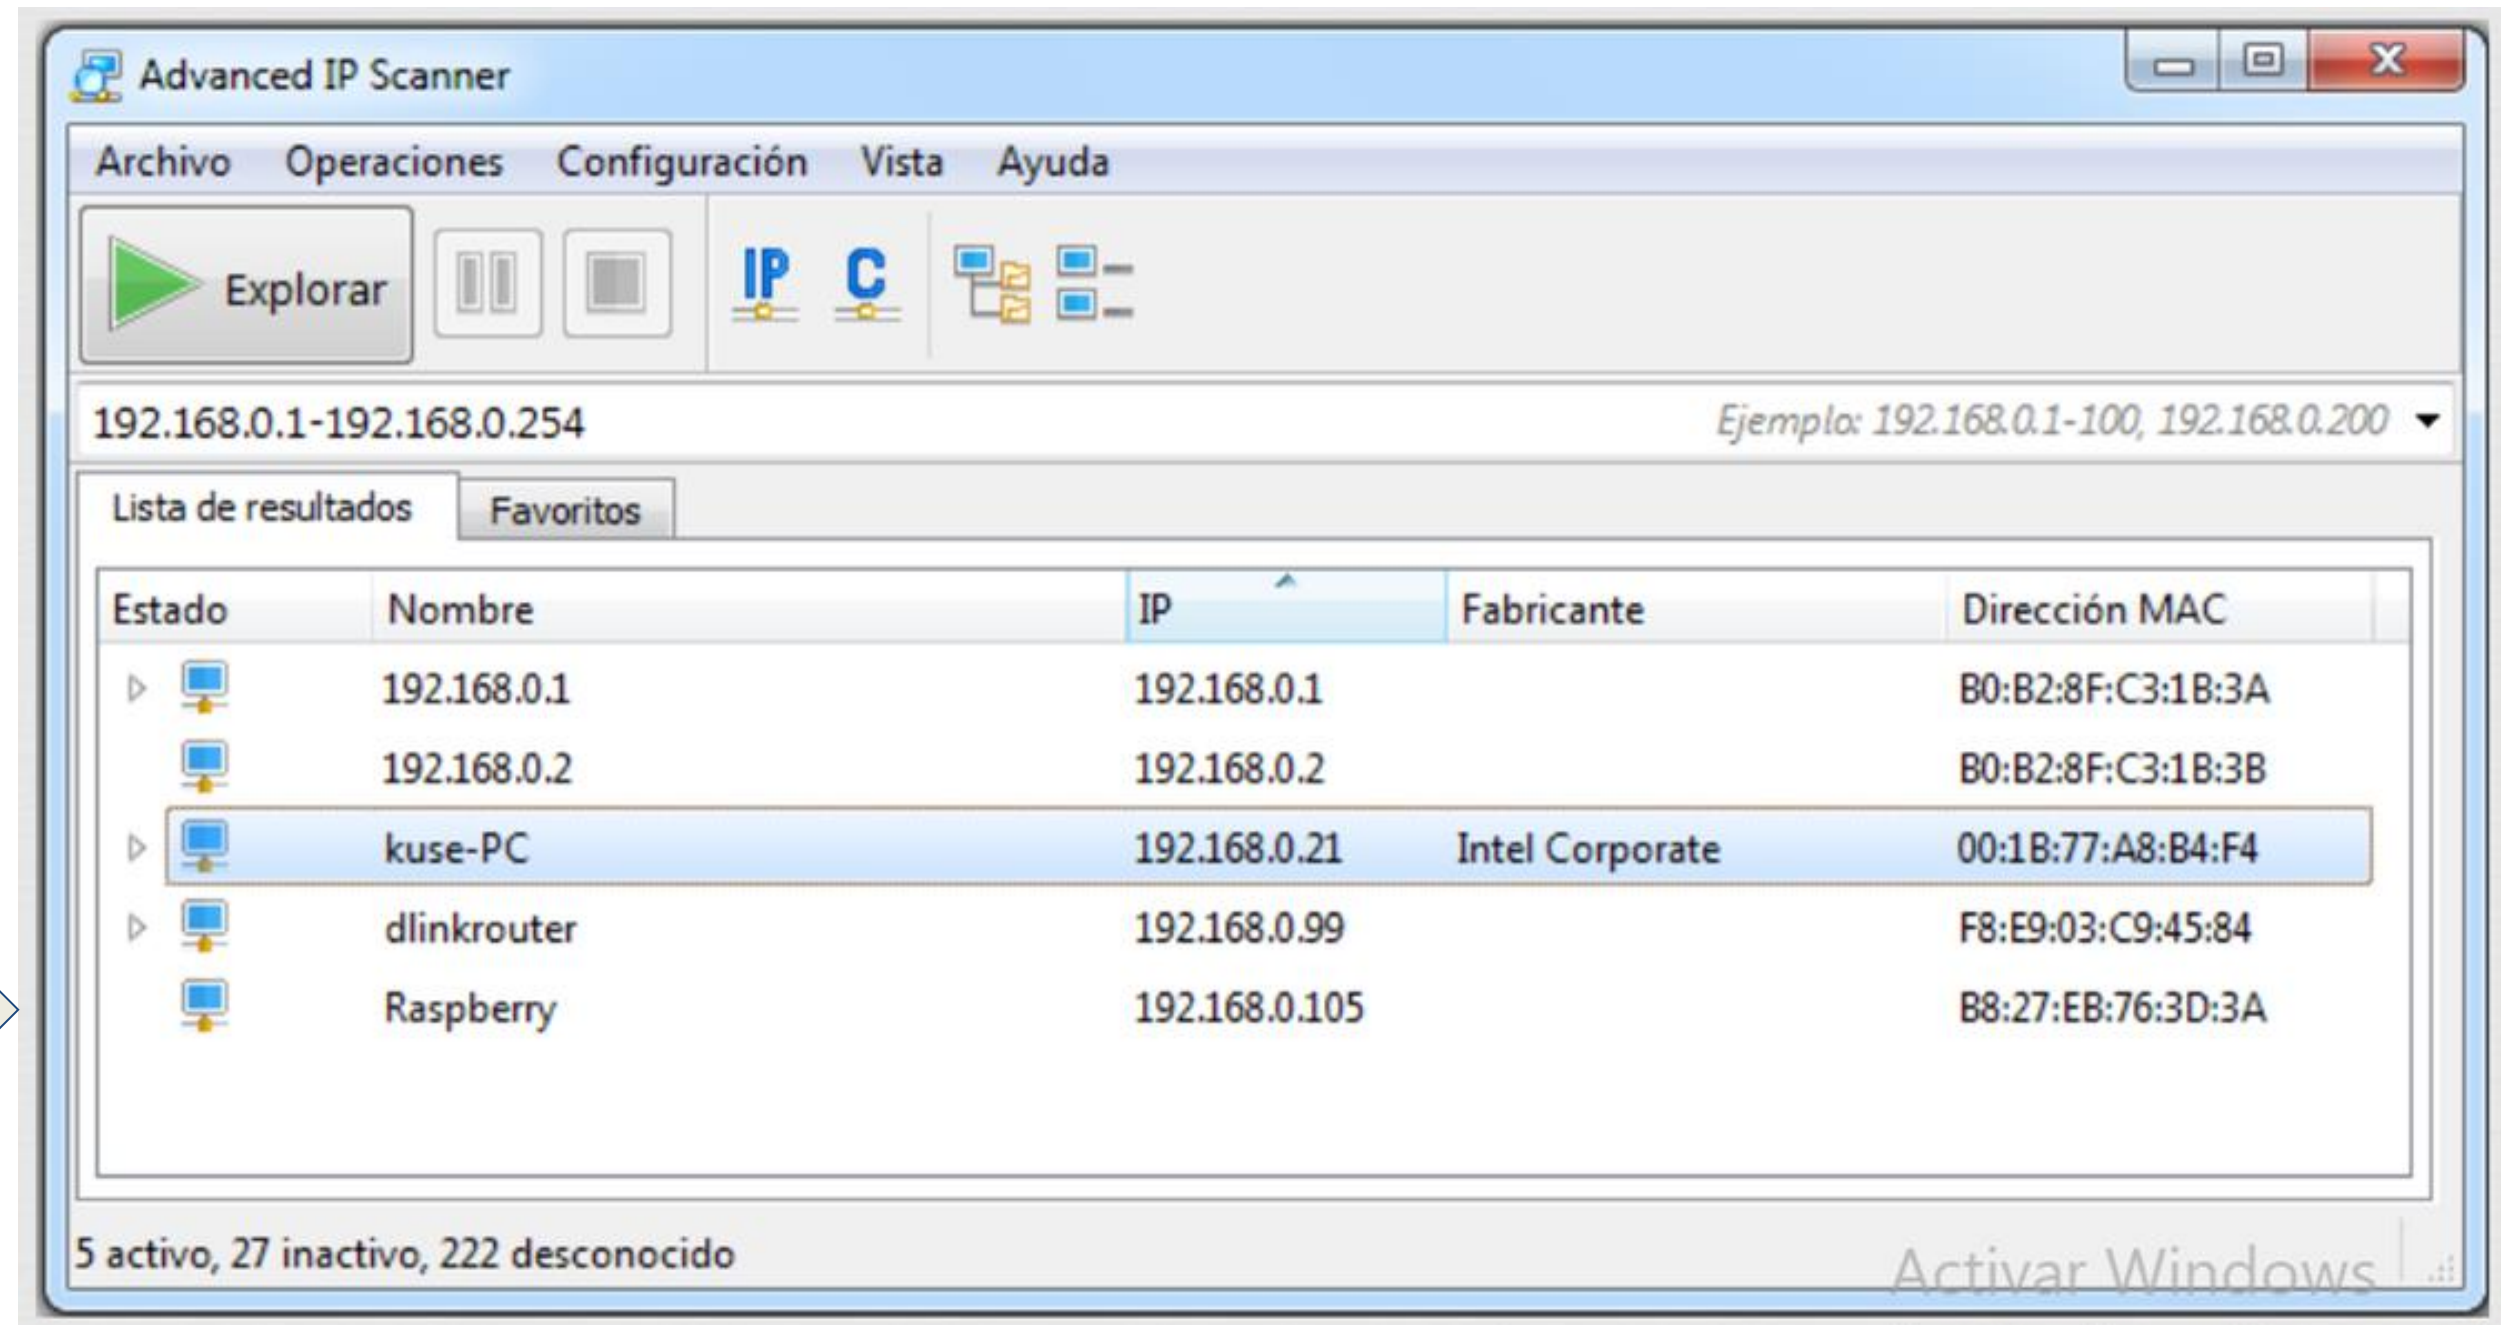 Advanced IP Scanner
Archivo Operaciones Configuración Vista Ayuda
Explorar IP C
192.168.0.1-192.168.0.254 Ejemplo: 192.168.0.1-100, 192.168.0.200
Lista de resultados Favoritos
Estado Nombre IP Fabricante Dirección MAC
192.168.0.1 192.168.0.1 B0:B2:8F:C3:1B:3A
192.168.0.2 192.168.0.2 B0:B2:8F:C3:1B:3B
kuse-PC 192.168.0.21 Intel Corporate 00:1B:77:A8:B4:F4
dlinkrouter 192.168.0.99 F8:E9:03:C9:45:84
Raspberry 192.168.0.105 B8:27:EB:76:3D:3A
5 activo, 27 inactivo, 222 desconocido
Activar Windows